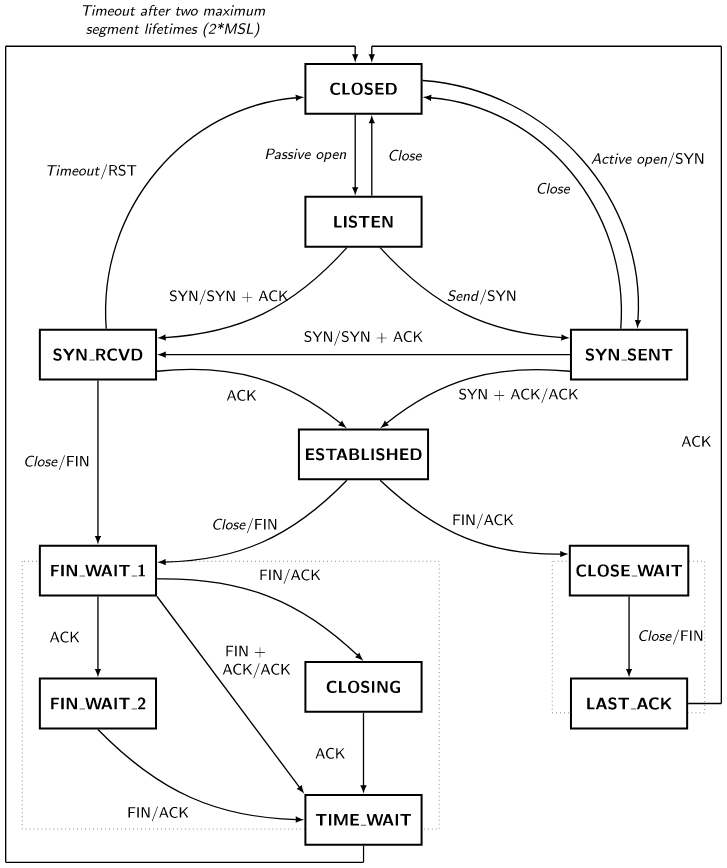 Timeout after two maximum
segment lifetimes (2*MSL)
CLOSED
Passive open
Close
Timeout/RST
Active open/SYN
Close
LISTEN
SYN/SYN + ACK
Send/SYN
SYN_RCVD
SYN/SYN + ACK
SYN_SENT
ACK
SYN + ACK/ACK
ACK
ESTABLISHED
Close/FIN
Close/FIN
FIN/ACK
FIN_WAIT_1
FIN/ACK
CLOSE_WAIT
ACK
FIN +
ACK/ACK
Close/FIN
CLOSING
FIN_WAIT_2
LAST_ACK
ACK
FIN/ACK
TIME_WAIT